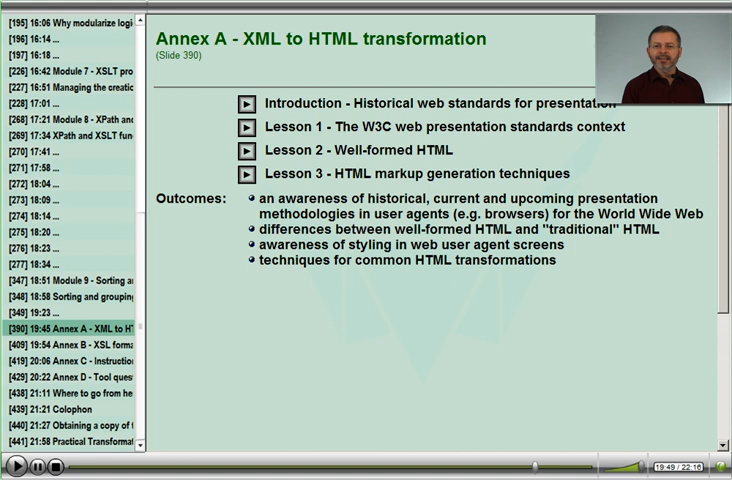 [195] 16:06 Why modularize logi
[196] 16:14 ...
[197] 16:18 ...
[226] 16:42 Module 7 - XSLT pro
[227] 16:51 Managing the creatio
[228] 17:01 ...
[268] 17:21 Module 8 - XPath an
[269] 17:34 XPath and XSLT fun
[270] 17:41 ...
[271] 17:58 ...
[272] 18:04 ...
[273] 18:09 ...
[274] 18:14 ...
[275] 18:20 ...
[276] 18:23 ...
[277] 18:34 ...
[347] 18:51 Module 9 - Sorting an
[348] 18:58 Sorting and grouping
[349] 19:23 ...
[390] 19:45 Annex A - XML to HT
[409] 19:54 Annex B - XSL forma
[419] 20:06 Annex C - Instruction
[429] 20:22 Annex D - Tool ques
[438] 21:11 Where to go from he
[439] 21:21 Colophon
[440] 21:27 Obtaining a copy of t
[441] 21:58 Practical Transformat
Annex A - XML to HTML transformation
(Slide 390)
Introduction - Historical web standards for presentation
Lesson 1 - The W3C web presentation standards context
Lesson 2 - Well-formed HTML
Lesson 3 - HTML markup generation techniques
Outcomes: an awareness of historical, current and upcoming presentation
methodologies in user agents (e.g. browsers) for the World Wide Web
differences between well-formed HTML and "traditional" HTML
awareness of styling in web user agent screens
techniques for common HTML transformations
19:49 / 22:16